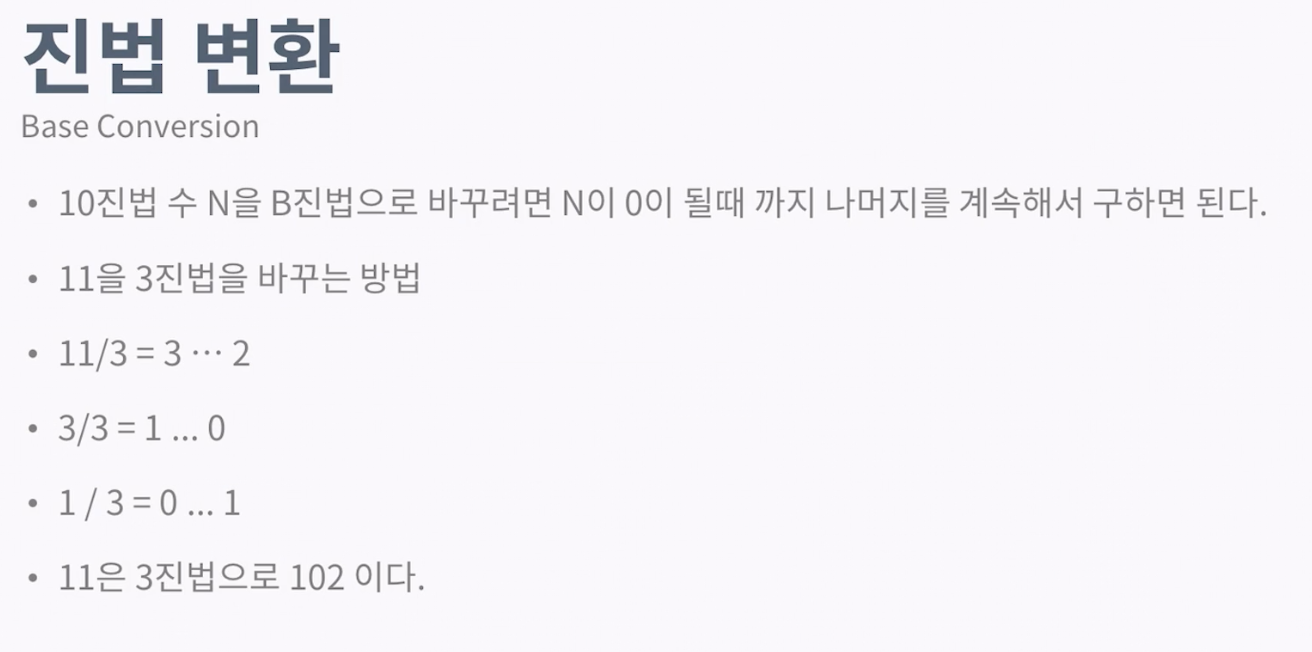 진법 변환
Base Conversion
• 10진법 수 N을 B진법으로 바꾸려면 N이 0이 될때 까지 나머지를 계속해서 구하면 된다.
• 11을 3진법을 바꾸는 방법
• 11/3 = 3 ⋯ 2
• 3/3 = 1 ... 0
• 1 / 3 = 0 ... 1
• 11은 3진법으로 102 이다.